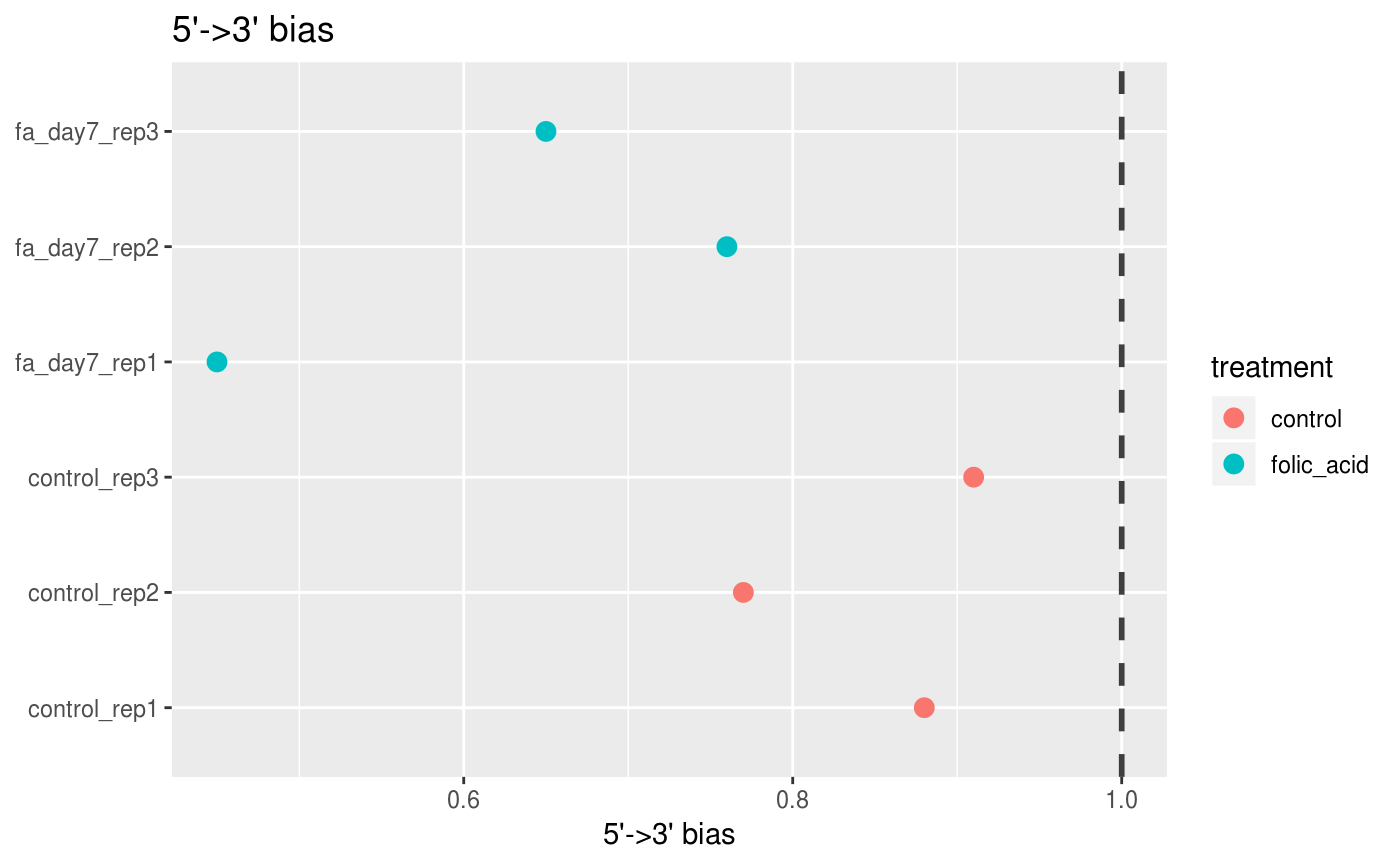 5'->3' bias
fa_day7_rep3
fa_day7_rep2
fa_day7_rep1
control_rep3
control_rep2
control_rep1
0.6 0.8 1.0
5'->3' bias
treatment
control
folic_acid